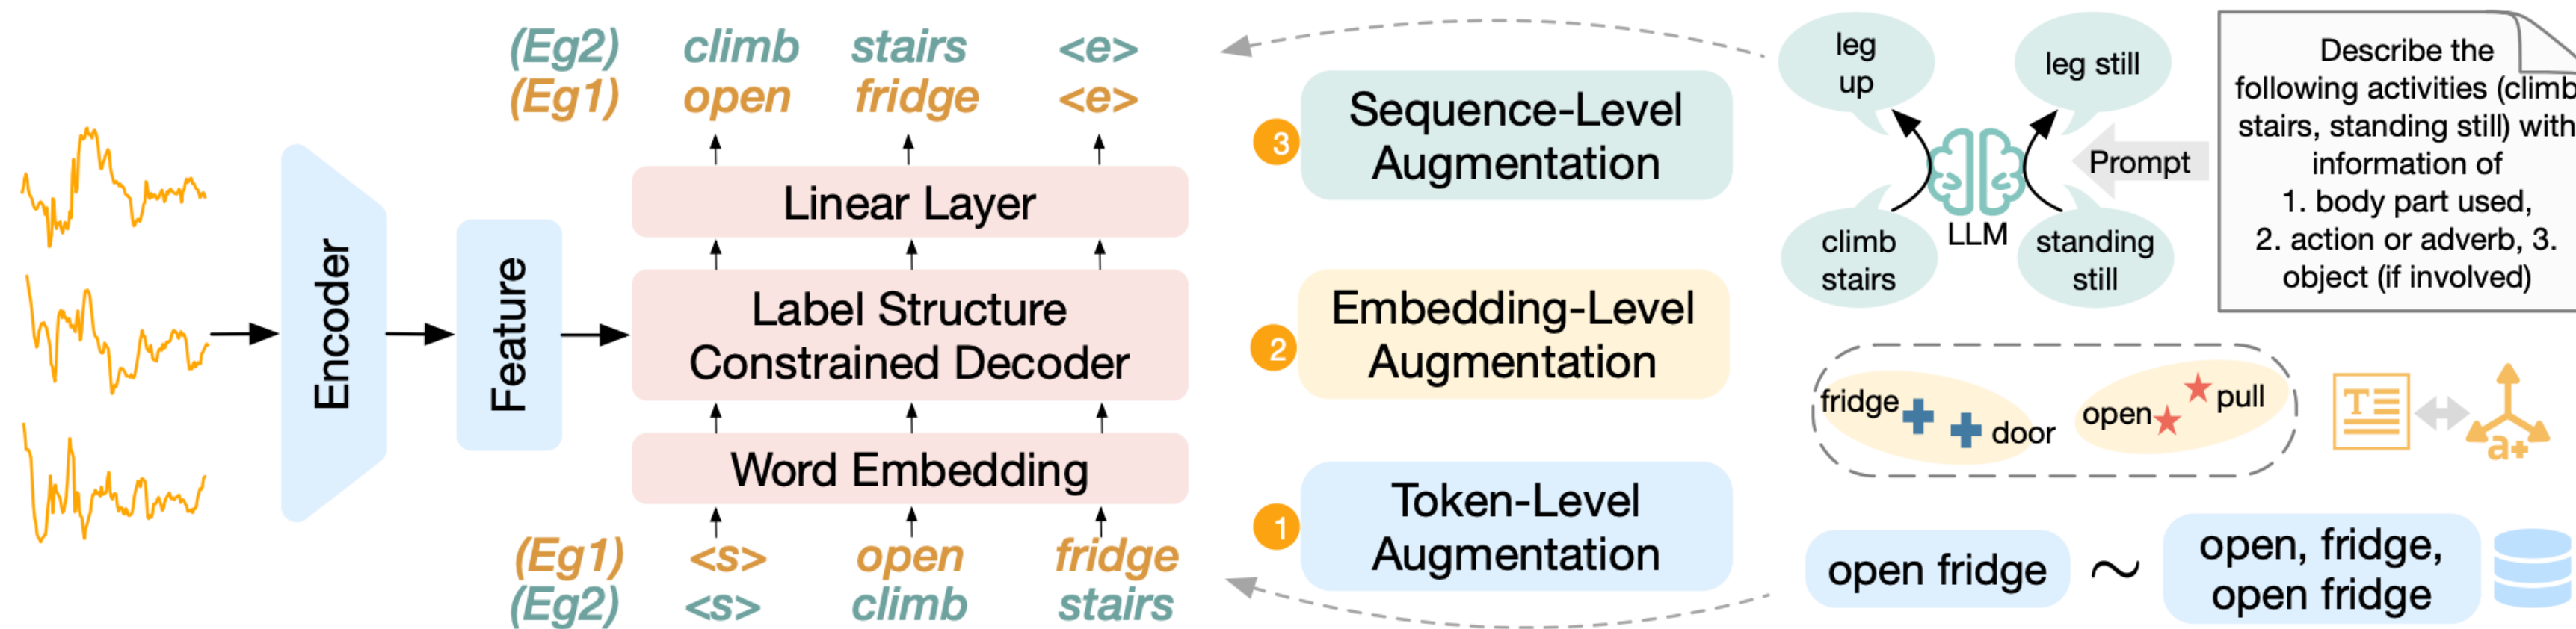 (Eg2) climb stairs <e>
(Eg1) open fridge <e>
Linear Layer
Label Structure
Constrained Decoder
Word Embedding
(Eg1) <s> open fridge
(Eg2) <s> climb stairs
Encoder
Feature
3
Sequence-Level
Augmentation
2
Embedding-Level
Augmentation
1
Token-Level
Augmentation
leg
up
leg still
climb
stairs
LLM
standing
still
Prompt
Describe the
following activities (climb
stairs, standing still) with
information of
1. body part used,
2. action or adverb, 3.
object (if involved)
fridge
door
open
pull
T
a+
open fridge
~
open, fridge,
open fridge